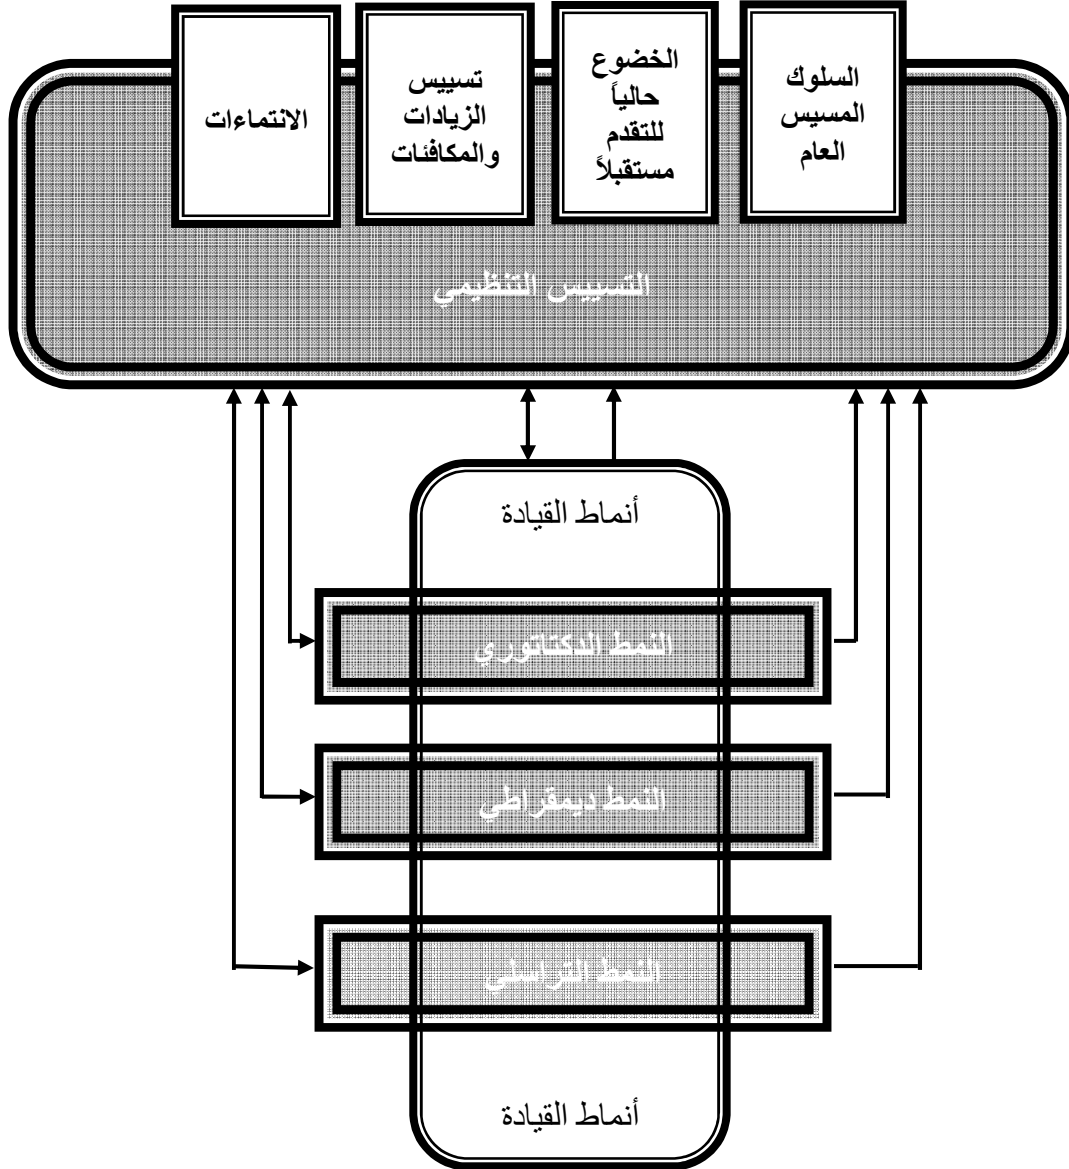 السلوك
المسيس
العام
الخضوع
حالياً
للتقدم
مستقبلاً
تسييس
الزيادات
والمكافئات
الانتماءات
التسييس التنظيمي
أنماط القيادة
النمط الدكتاتوري
النمط ديمقراطي
النمط التراسلي
أنماط القيادة